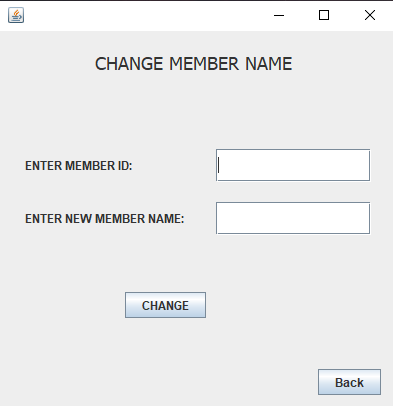 CHANGE MEMBER NAME
ENTER MEMBER ID:
ENTER NEW MEMBER NAME:
CHANGE
Back